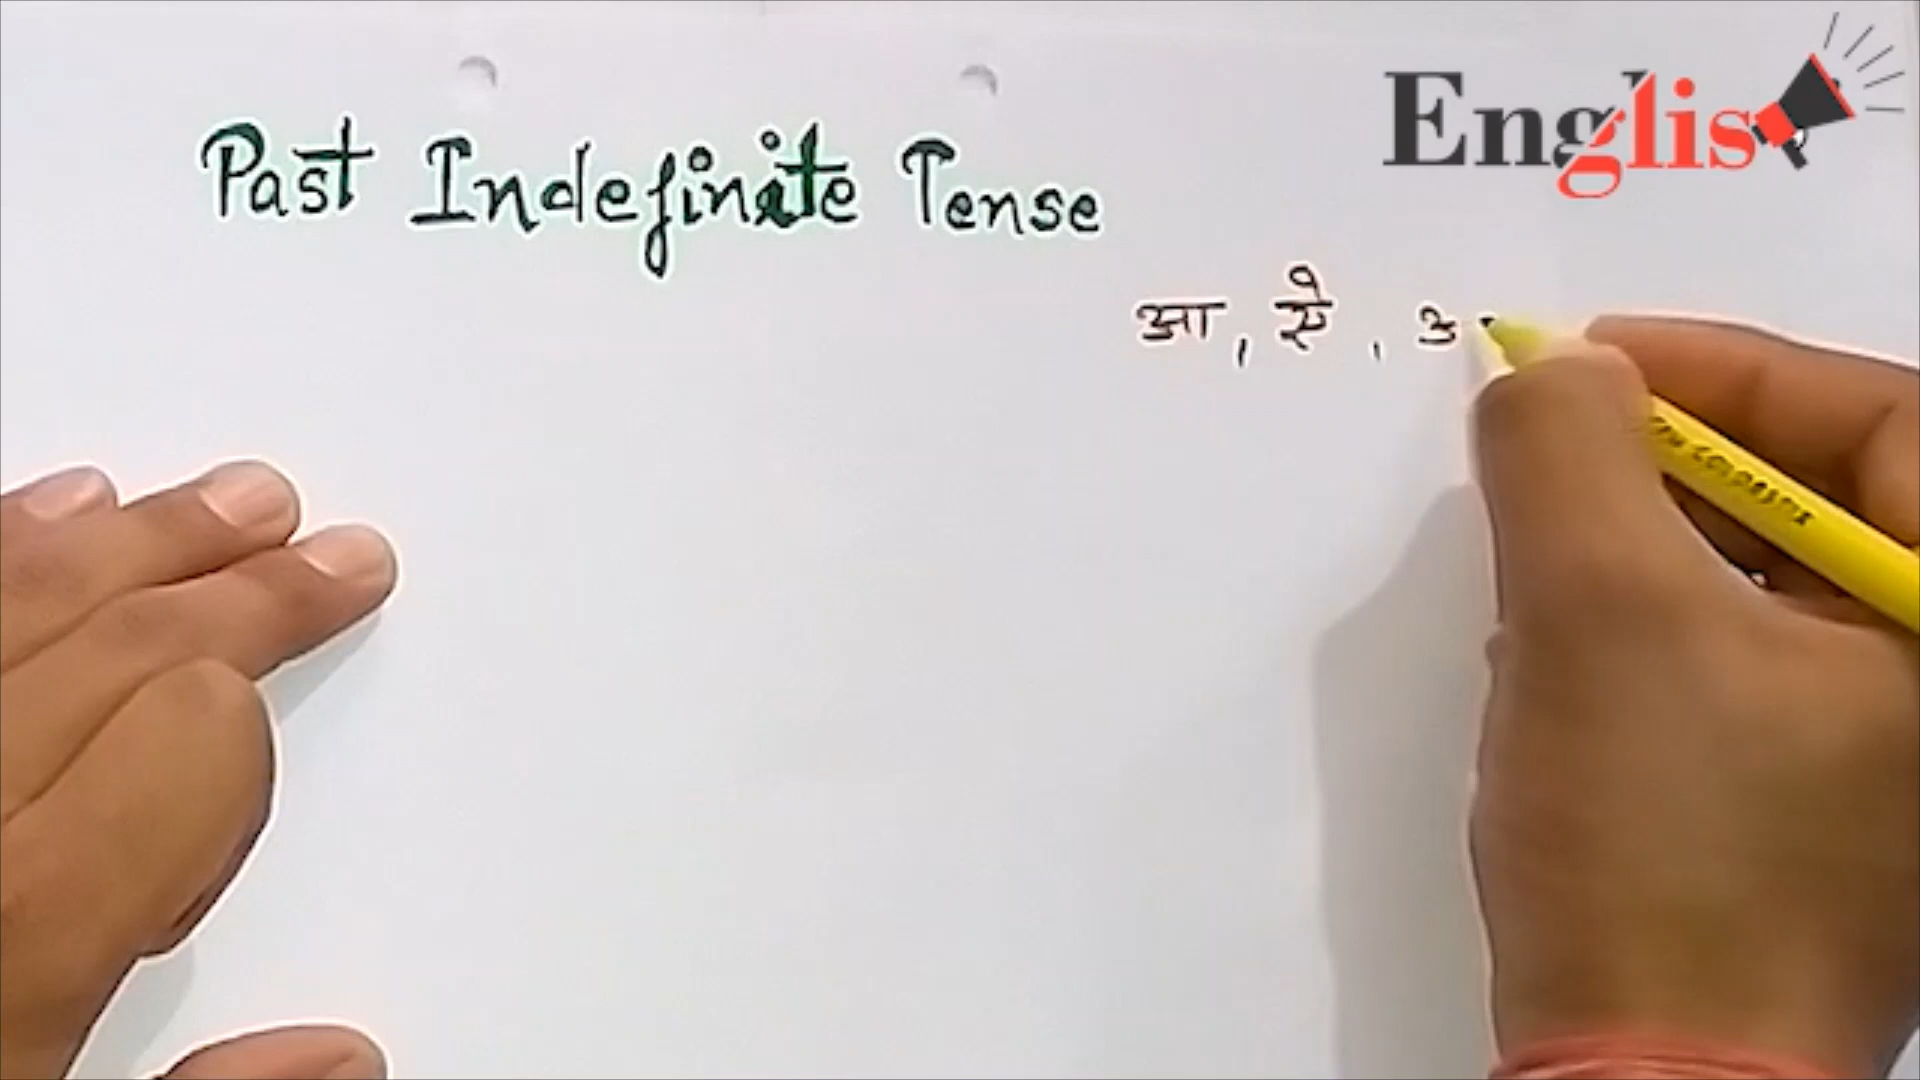 Englis
Past Indefinite Tense
आ, ऐ,